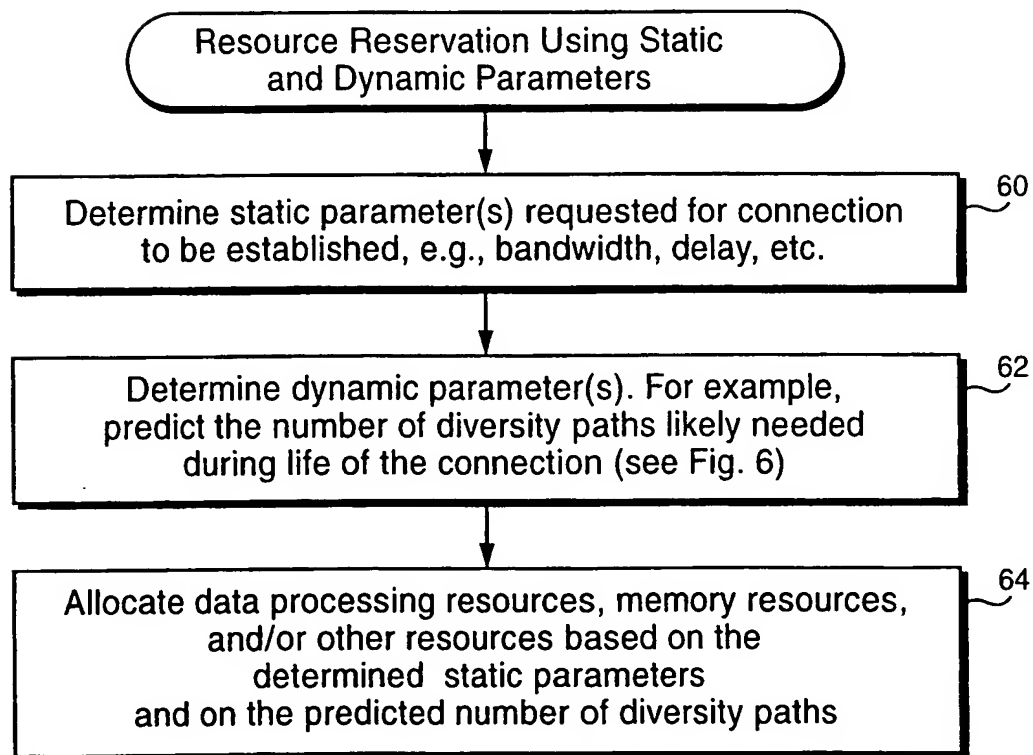 Resource Reservation Using Static
and Dynamic Parameters
60
Determine static parameter(s) requested for connection
to be established, e.g., bandwidth, delay, etc.
62
Determine dynamic parameter(s). For example,
predict the number of diversity paths likely needed
during life of the connection (see Fig. 6)
64
Allocate data processing resources, memory resources,
and/or other resources based on the
determined static parameters
and on the predicted number of diversity paths